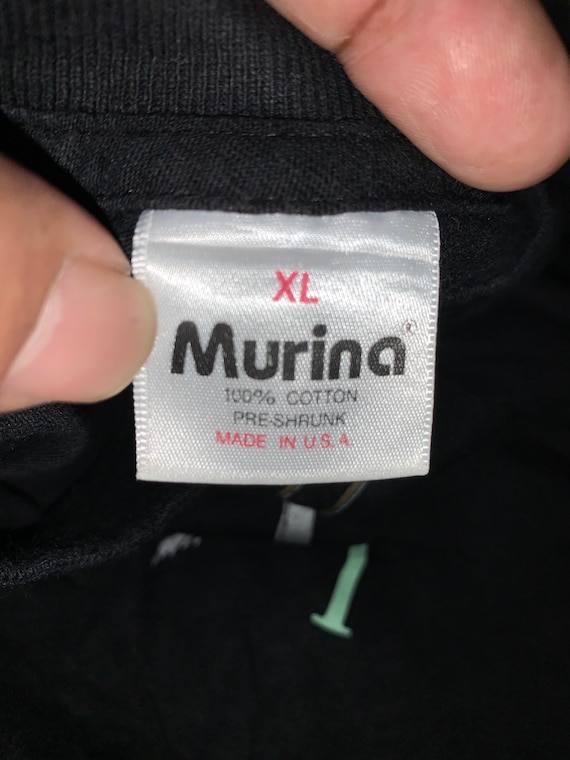 XL
Murina®
100% COTTON
PRE-SHRUNK
MADE IN U.S.A.